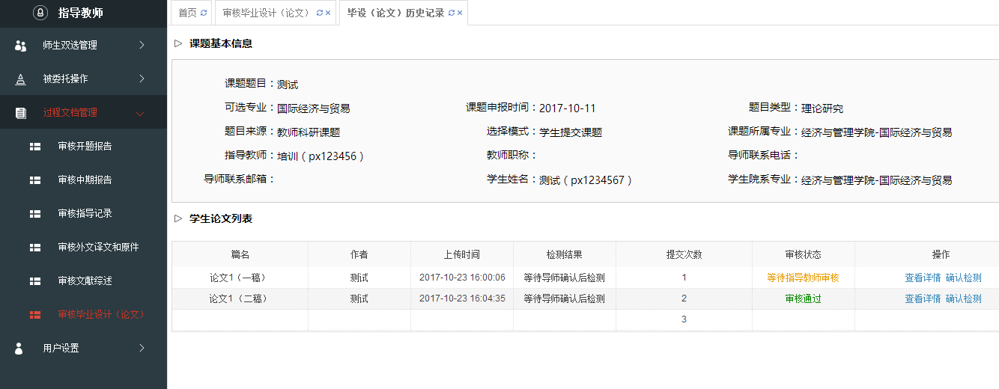 指导教师
师生双选管理
被委托操作
过程文档管理
审核开题报告
审核中期报告
审核指导记录
审核外文译文和原件
审核文献综述
审核毕业设计（论文）
用户设置
首页 审核毕业设计（论文） 毕设（论文）历史记录
课题基本信息
课题题目：测试
可选专业：国际经济与贸易 课题申报时间：2017-10-11 题目类型：理论研究
题目来源：教师科研课题 选择模式：学生提交课题 课题所属专业：经济与管理学院-国际经济与贸易
指导教师：培训（px123456） 教师职称： 导师联系电话：
导师联系邮箱： 学生姓名：测试（px1234567） 学生院系专业：经济与管理学院-国际经济与贸易
学生论文列表
篇名 作者 上传时间 检测结果 提交次数 审核状态 操作
论文1（一稿） 测试 2017-10-23 16:00:06 等待导师确认后检测 1 等待指导教师审核 查看详情 确认检测
论文1（二稿） 测试 2017-10-23 16:04:35 等待导师确认后检测 2 审核通过 查看详情 确认检测
3